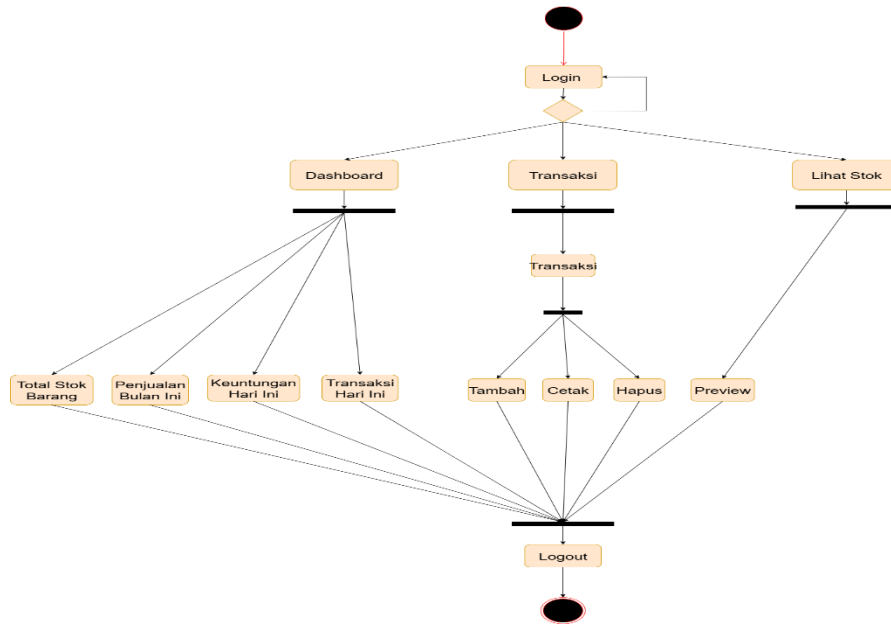 Login
Dashboard
Transaksi
Lihat Stok
Transaksi
Total Stok
Barang
Penjualan
Bulan Ini
Keuntungan
Hari Ini
Transaksi
Hari Ini
Tambah
Cetak
Hapus
Preview
Logout